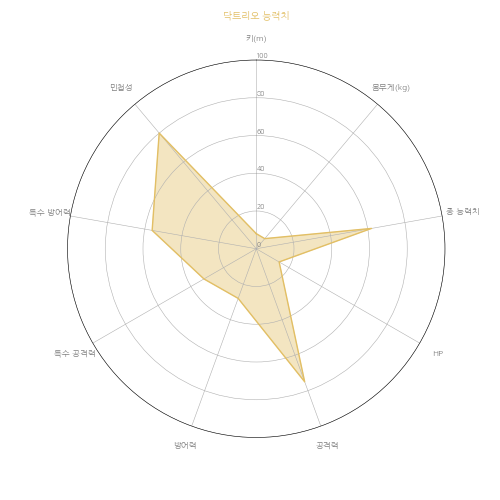 닥트리오 능력치
키(m)
100
민첩성
몸무게(kg)
80
60
40
특수 방어력
총 능력치
20
0
특수 공격력
HP
방어력
공격력